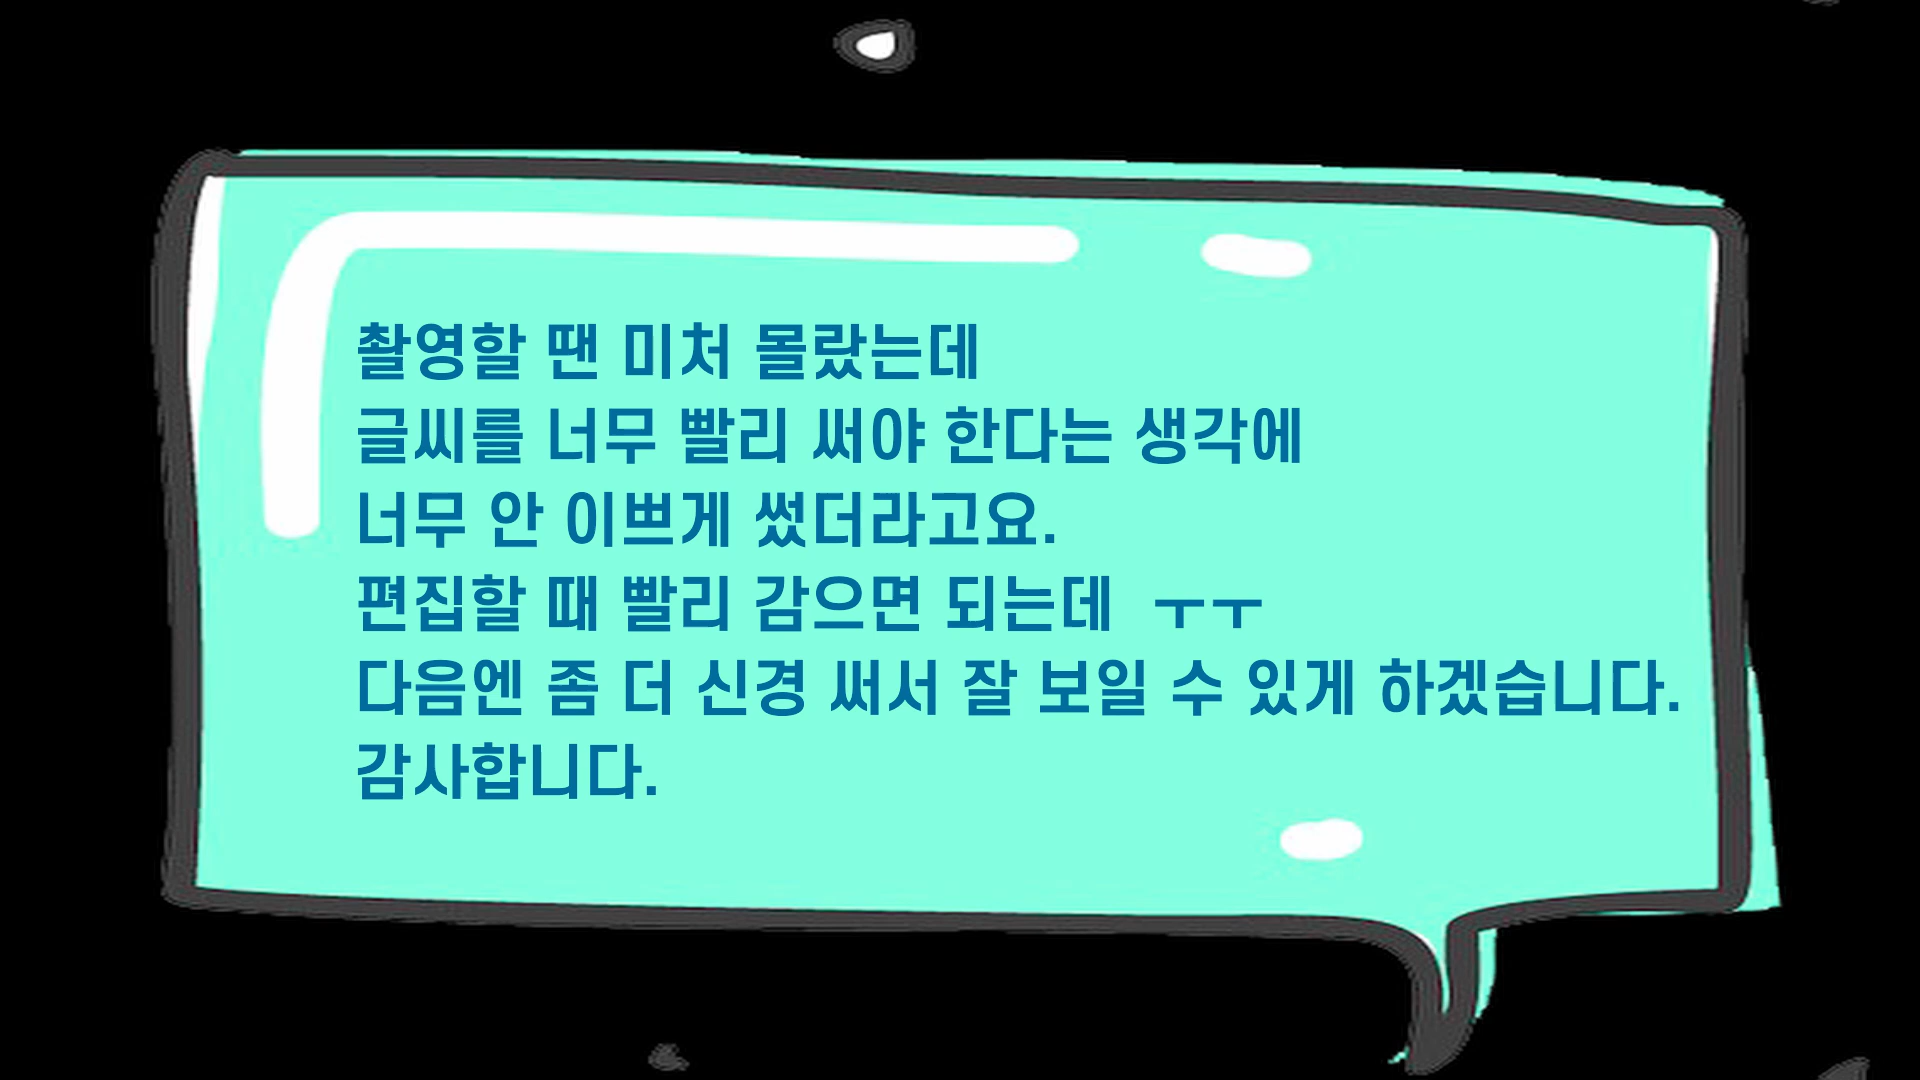 촬영할 땐 미처 몰랐는데
글씨를 너무 빨리 써야 한다는 생각에
너무 안 이쁘게 썼더라고요.
편집할 때 빨리 감으면 되는데 ㅜㅜ
다음엔 좀 더 신경 써서 잘 보일 수 있게 하겠습니다.
감사합니다.